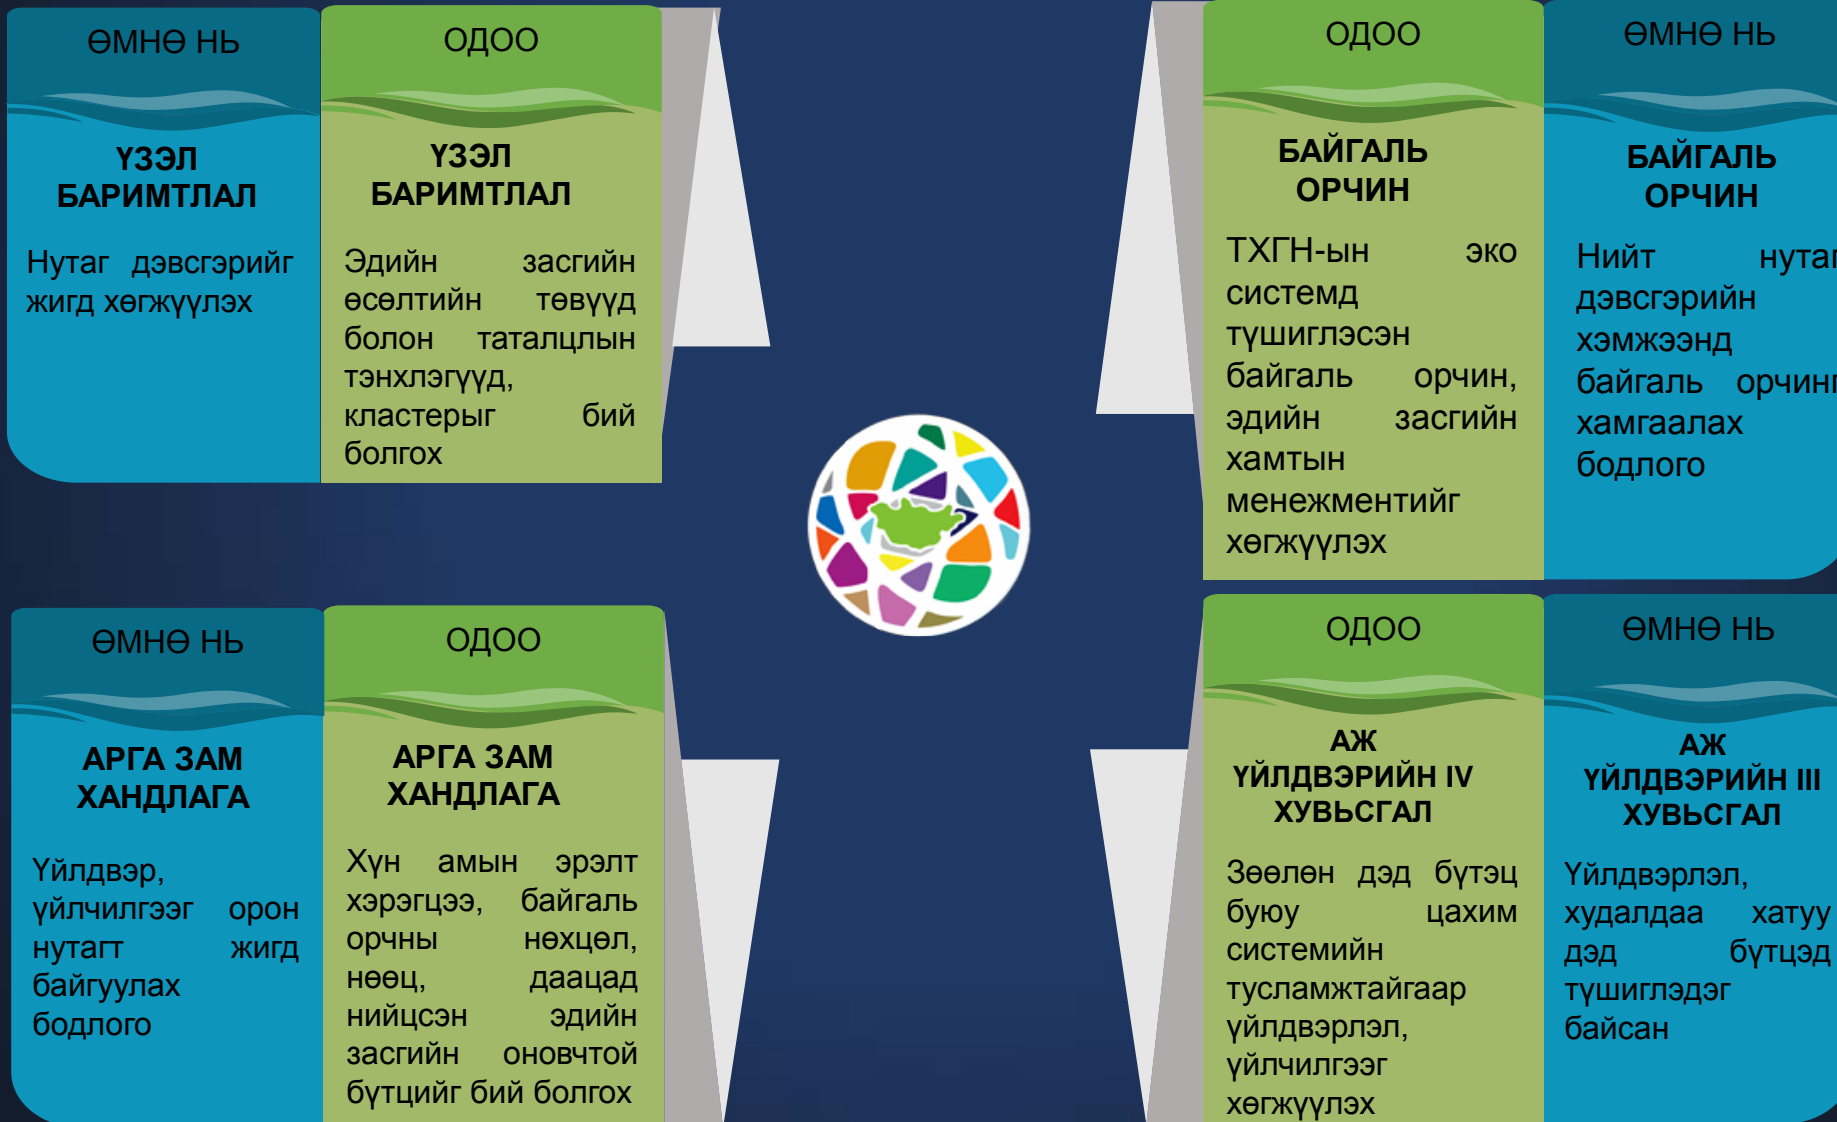 ӨМНӨ НЬ
ҮЗЭЛ
БАРИМТЛАЛ
Нутаг дэвсгэрийг
жигд хөгжүүлэх
ОДОО
ҮЗЭЛ
БАРИМТЛАЛ
Эдийн засгийн
өсөлтийн төвүүд
болон таталцлын
тэнхлэгүүд,
кластерыг бий
болгох
ОДОО
БАЙГАЛЬ
ОРЧИН
ТХГН-ын эко
системд
түшиглэсэн
байгаль орчин,
эдийн засгийн
хамтын
менежментийг
хөгжүүлэх
ӨМНӨ НЬ
БАЙГАЛЬ
ОРЧИН
Нийт нутаг
дэвсгэрийн
хэмжээнд
байгаль
хамгаалах
бодлого
ӨМНӨ НЬ
АРГА ЗАМ
ХАНДЛАГА
Үйлдвэр,
үйлчилгээг орон
нутагт жигд
байгуулах
бодлого
ОДОО
АРГА ЗАМ
ХАНДЛАГА
Хүн амын эрэлт
хэрэгцээ, байгаль
орчны нөхцөл,
нөөц, даацад
нийцсэн эдийн
засгийн оновчтой
бүтцийг бий болгох
ОДОО
АЖ
ҮЙЛДВЭРИЙН IV
ХУВЬСГАЛ
Зөөлөн дэд бүтэц
буюу цахим
системийн
тусламжтайгаар
үйлдвэрлэл,
үйлчилгээг
хөгжүүлэх
ӨМНӨ НЬ
АЖ
ҮЙЛДВЭРИЙН III
ХУВЬСГАЛ
Үйлдвэрлэл,
худалдаа хатуу
дэд бүтцэд
түшиглэдэг
байсан